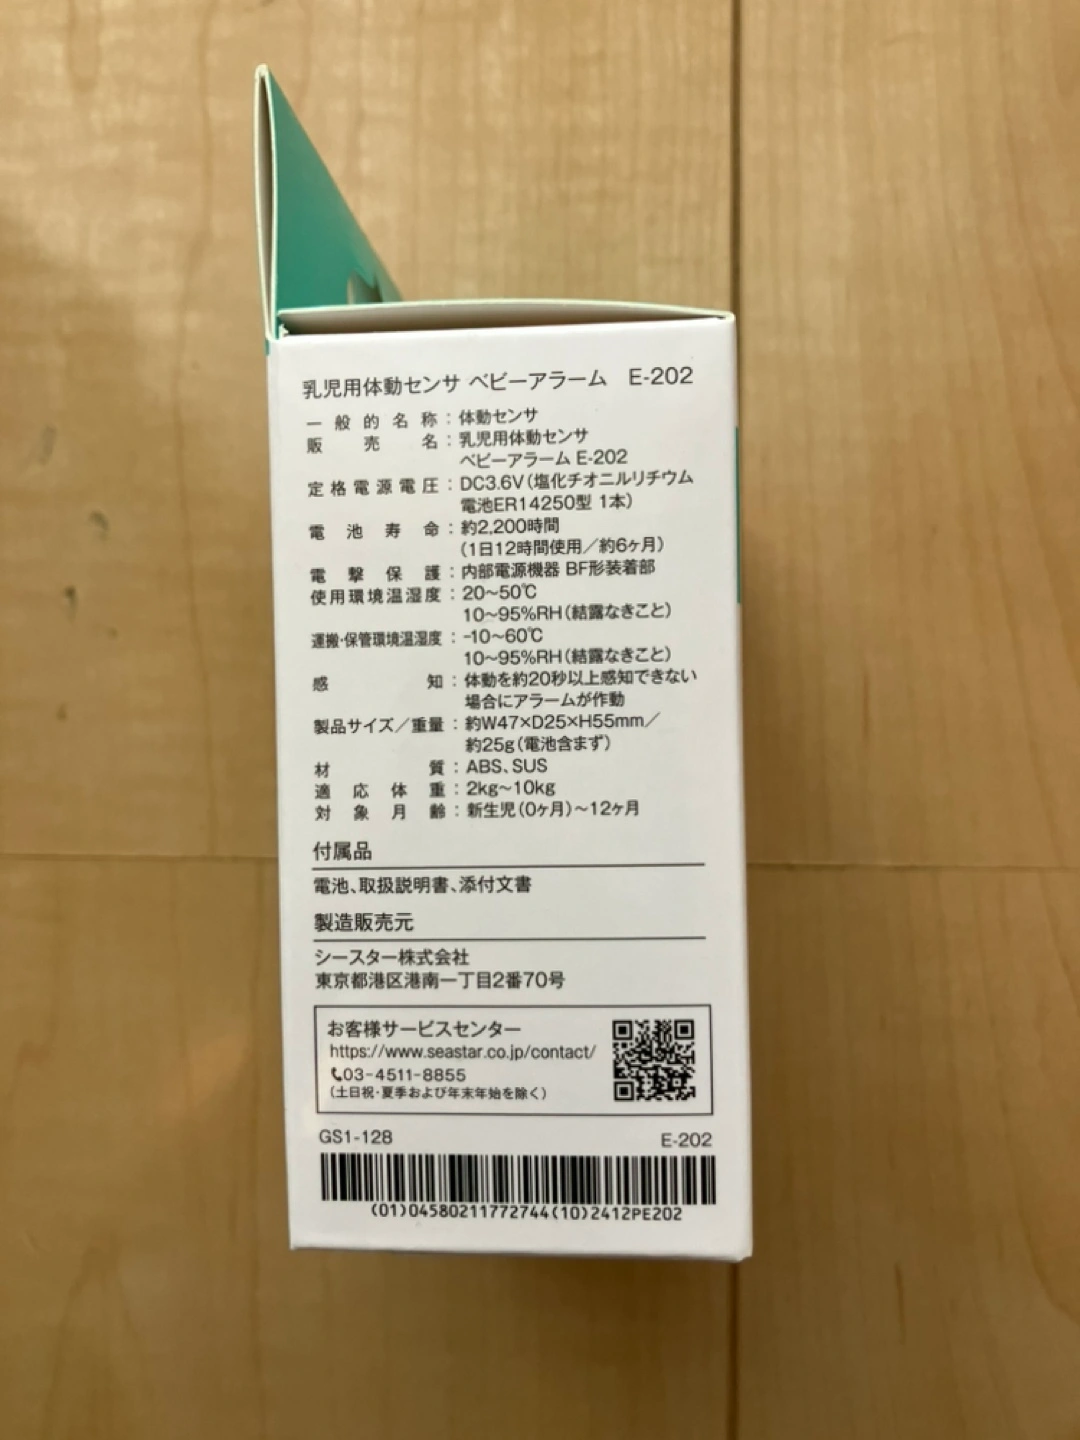 乳児用体動センサ ベビーアラーム E-202
一般的名称：体動センサ
販売名：乳児用体動センサ
ベビーアラーム E-202
定格電源電圧：DC3.6V（塩化チオニルリチウム
電池ER14250型 1本）
電池寿命：約2,200時間
（1日12時間使用／約6ヶ月）
電撃保護：内部電源機器 BF形装着部
使用環境温湿度：20～50℃
10～95%RH（結露なきこと）
運搬・保管環境温湿度：-10～60℃
10～95%RH（結露なきこと）
感知：体動を約20秒以上感知できない
場合にアラームが作動
製品サイズ／重量：約W47×D25×H55mm／
約25g（電池含まず）
材質：ABS、SUS
適応体重：2kg～10kg
対象月齢：新生児（0ヶ月）～12ヶ月
付属品
電池、取扱説明書、添付文書
製造販売元
シースター株式会社
東京都港区港南一丁目2番70号
お客様サービスセンター
https://www.seastar.co.jp/contact/
03-4511-8855
（土日祝・夏季および年末年始を除く）
GS1-128 E-202
(01)04580211772744(10)2412PE202